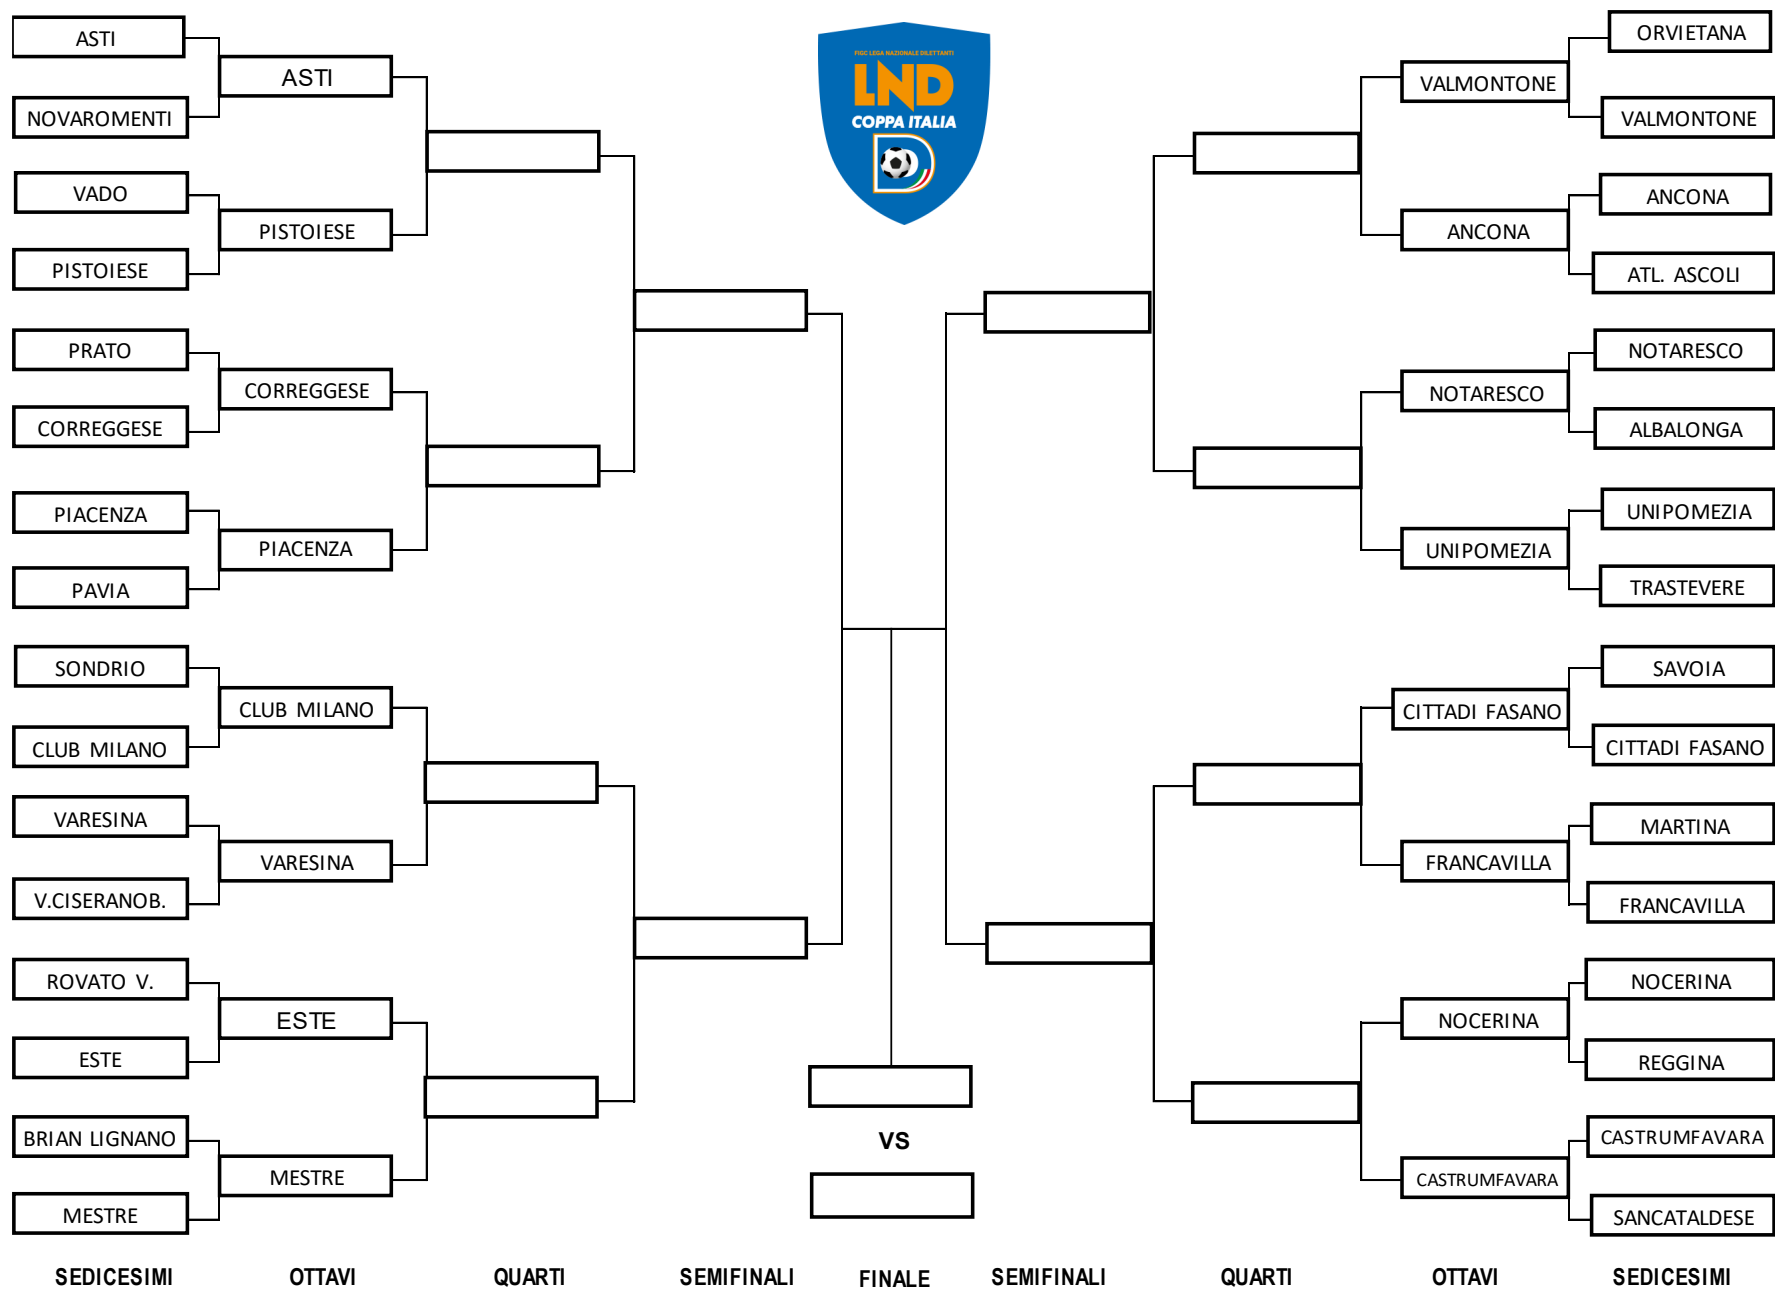 ASTI
NOVAROMENTI
VADO
PISTOIESE
PRATO
CORREGGESE
PIACENZA
PAVIA
SONDRIO
CLUB MILANO
VARESINA
V.CISERANOB.
ROVATO V.
ESTE
BRIAN LIGNANO
MESTRE
SEDICESIMI
ASTI
PISTOIESE
CORREGGESE
PIACENZA
CLUB MILANO
VARESINA
ESTE
MESTRE
OTTAVI
QUARTI
SEMIFINALI
FIGC LEGA NAZIONALE DILETTANTI
LND
COPPA ITALIA
D
VS
FINALE
SEMIFINALI
QUARTI
VALMONTONE
ANCONA
NOTARESCO
UNIPOMEZIA
CITTADI FASANO
FRANCAVILLA
NOCERINA
CASTRUMFAVARA
OTTAVI
ORVIETANA
VALMONTONE
ANCONA
ATL. ASCOLI
NOTARESCO
ALBALONGA
UNIPOMEZIA
TRASTEVERE
SAVOIA
CITTADI FASANO
MARTINA
FRANCAVILLA
NOCERINA
REGGINA
CASTRUMFAVARA
SANCATALDESE
SEDICESIMI